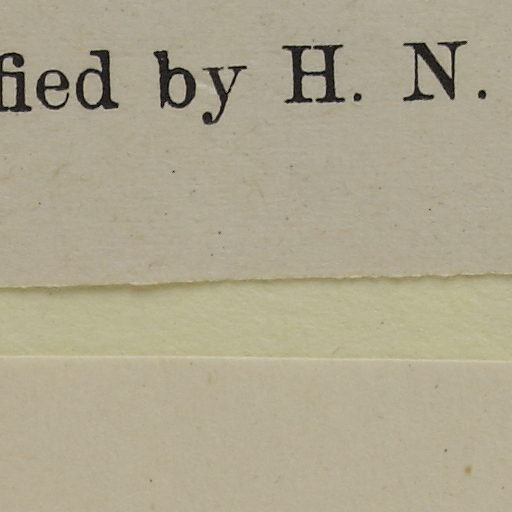 fied by H. N.